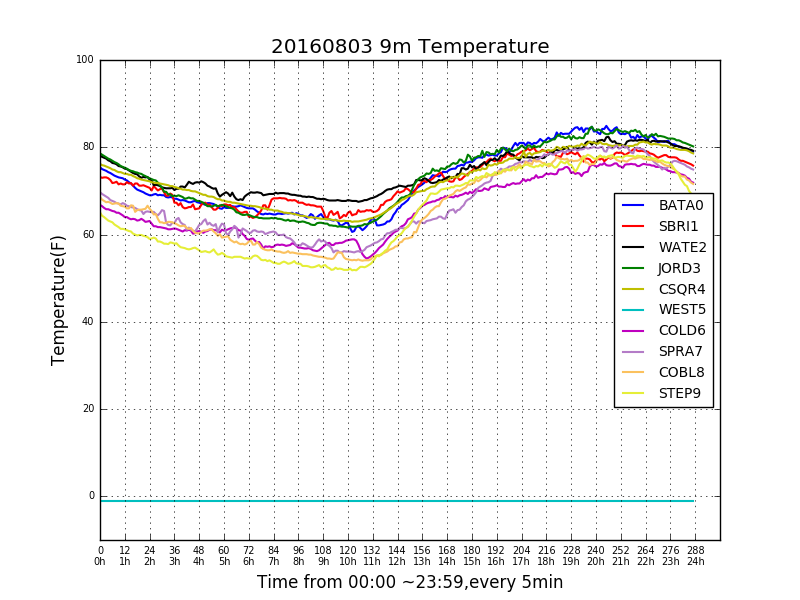 20160803 9m Temperature
100
80
60
40
20
0
Temperature(F)
BATA0
SBRI1
WATE2
JORD3
CSQR4
WEST5
COLD6
SPRA7
COBL8
STEP9
0 12 24 36 48 60 72 84 96 108 120 132 144 156 168 180 192 204 216 228 240 252 264 276 288
0h 1h 2h 3h 4h 5h 6h 7h 8h 9h 10h 11h 12h 13h 14h 15h 16h 17h 18h 19h 20h 21h 22h 23h 24h
Time from 00:00 ~23:59,every 5min